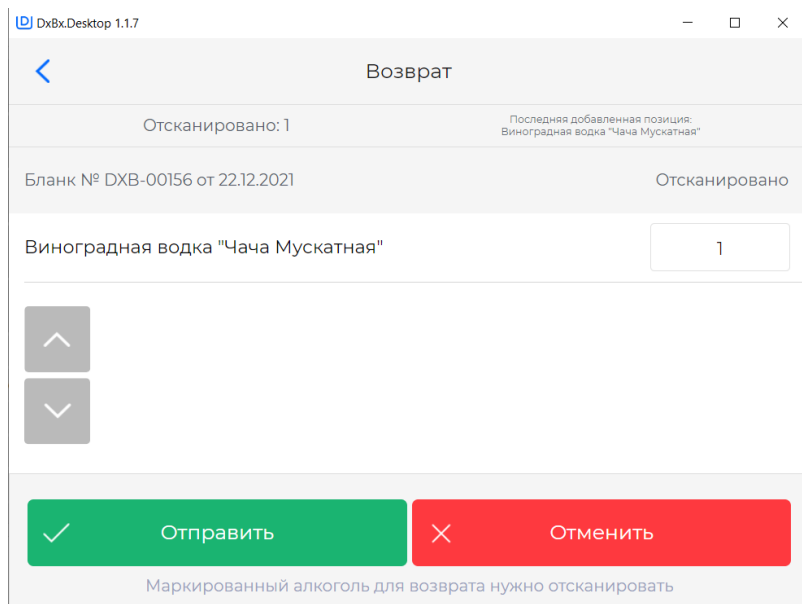 DxBx.Desktop 1.1.7
Возврат
Отсканировано: 1
Последняя добавленная позиция:
Виноградная водка "Чача Мускатная"
Бланк № DXB-00156 от 22.12.2021
Отсканировано
Виноградная водка "Чача Мускатная"
1
Отправить
Отменить
Маркированный алкоголь для возврата нужно отсканировать